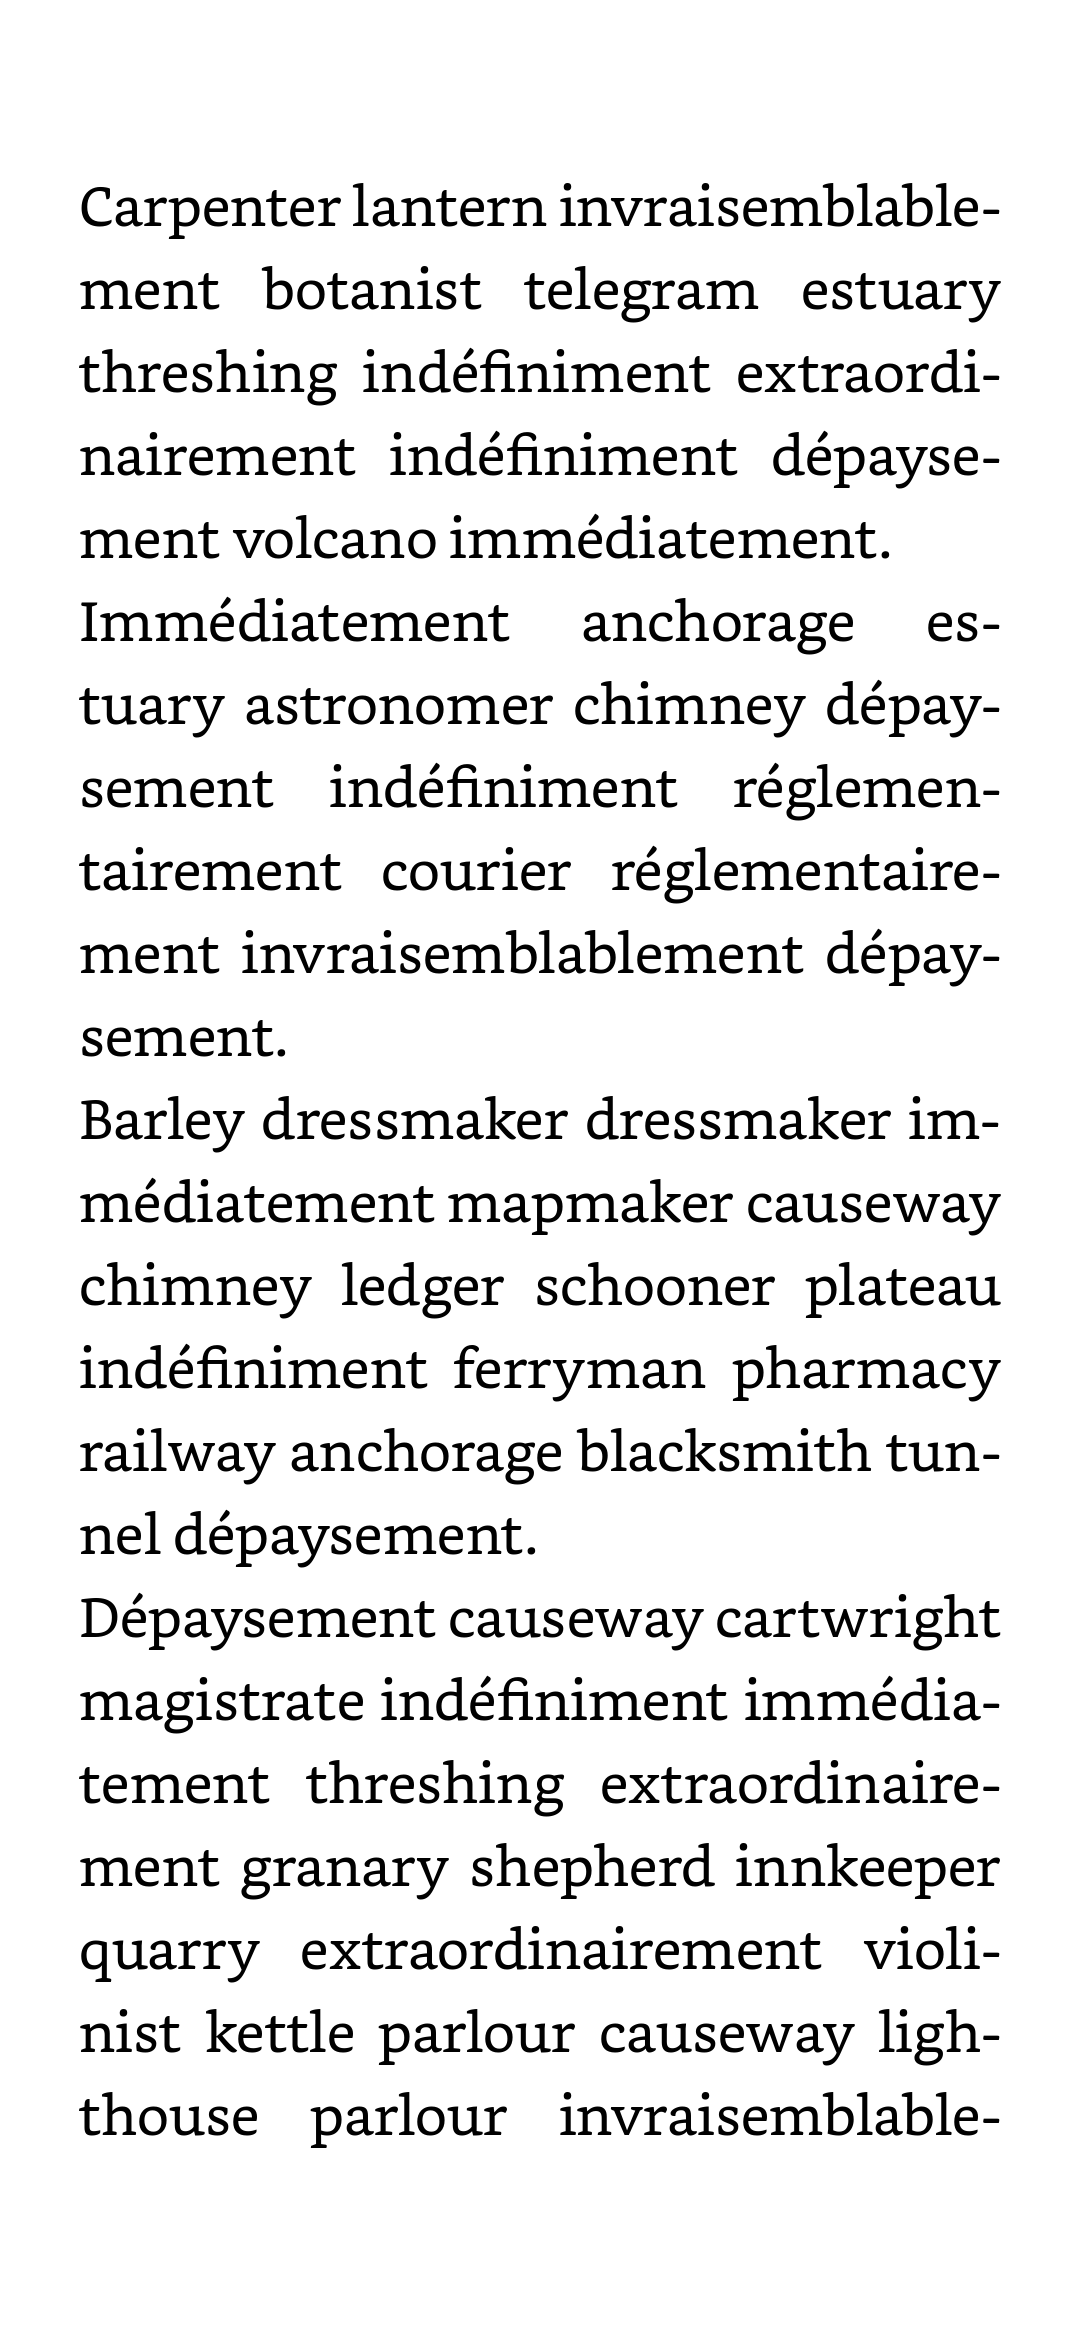 Carpenter lantern invraisemblable-
ment botanist telegram estuary
threshing indéfiniment extraordi-
nairement indéfiniment dépayse-
ment volcano immédiatement.
Immédiatement anchorage es-
tuary astronomer chimney dépay-
sement indéfiniment réglemen-
tairement courier réglementaire-
ment invraisemblablement dépay-
sement.
Barley dressmaker dressmaker im-
médiatement mapmaker causeway
chimney ledger schooner plateau
indéfiniment ferryman pharmacy
railway anchorage blacksmith tun-
nel dépaysement.
Dépaysement causeway cartwright
magistrate indéfiniment immédia-
tement threshing extraordinaire-
ment granary shepherd innkeeper
quarry extraordinairement violi-
nist kettle parlour causeway ligh-
thouse parlour invraisemblable-